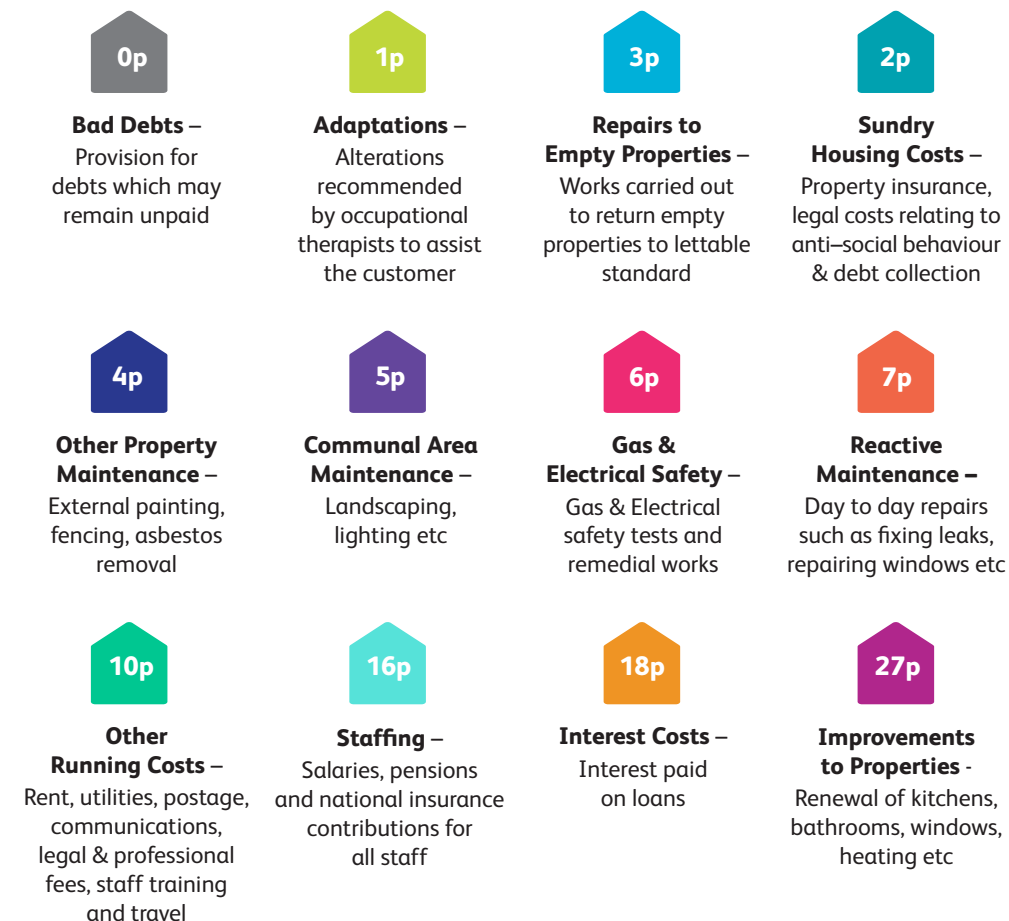 0p
Bad Debts –
Provision for
debts which may
remain unpaid
1p
Adaptations –
Alterations
recommended
by occupational
therapists to assist
the customer
3p
Repairs to
Empty Properties –
Works carried out
to return empty
properties to lettable
standard
2p
Sundry
Housing Costs –
Property insurance,
legal costs relating to
anti–social behaviour
& debt collection
4p
Other Property
Maintenance –
External painting,
fencing, asbestos
removal
5p
Communal Area
Maintenance –
Landscaping,
lighting etc
6p
Gas &
Electrical Safety –
Gas & Electrical
safety tests and
remedial works
7p
Reactive
Maintenance –
Day to day repairs
such as fixing leaks,
repairing windows etc
10p
Other
Running Costs –
Rent, utilities, postage,
communications,
legal & professional
fees, staff training
and travel
16p
Staffing –
Salaries, pensions
and national insurance
contributions for
all staff
18p
Interest Costs –
Interest paid
on loans
27p
Improvements
to Properties -
Renewal of kitchens,
bathrooms, windows,
heating etc